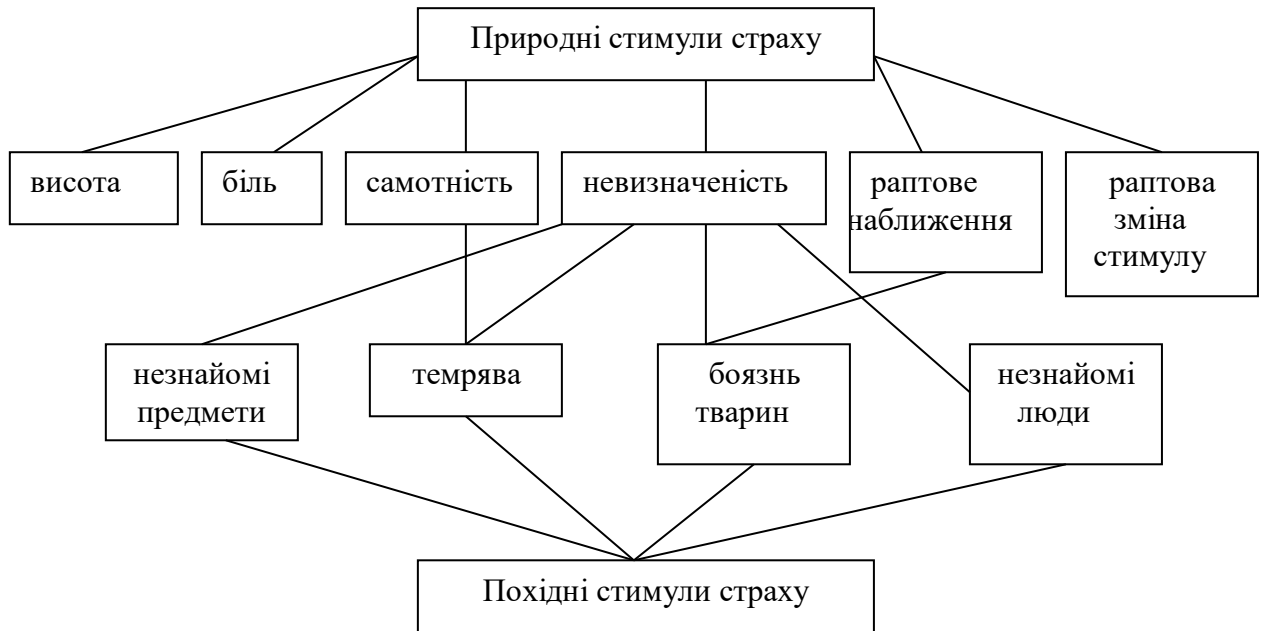 Природні стимули страху
висота
біль
самотність
невизначеність
раптове
наближення
раптова
зміна
стимулу
незнайомі
предмети
темрява
боязнь
тварин
незнайомі
люди
Похідні стимули страху